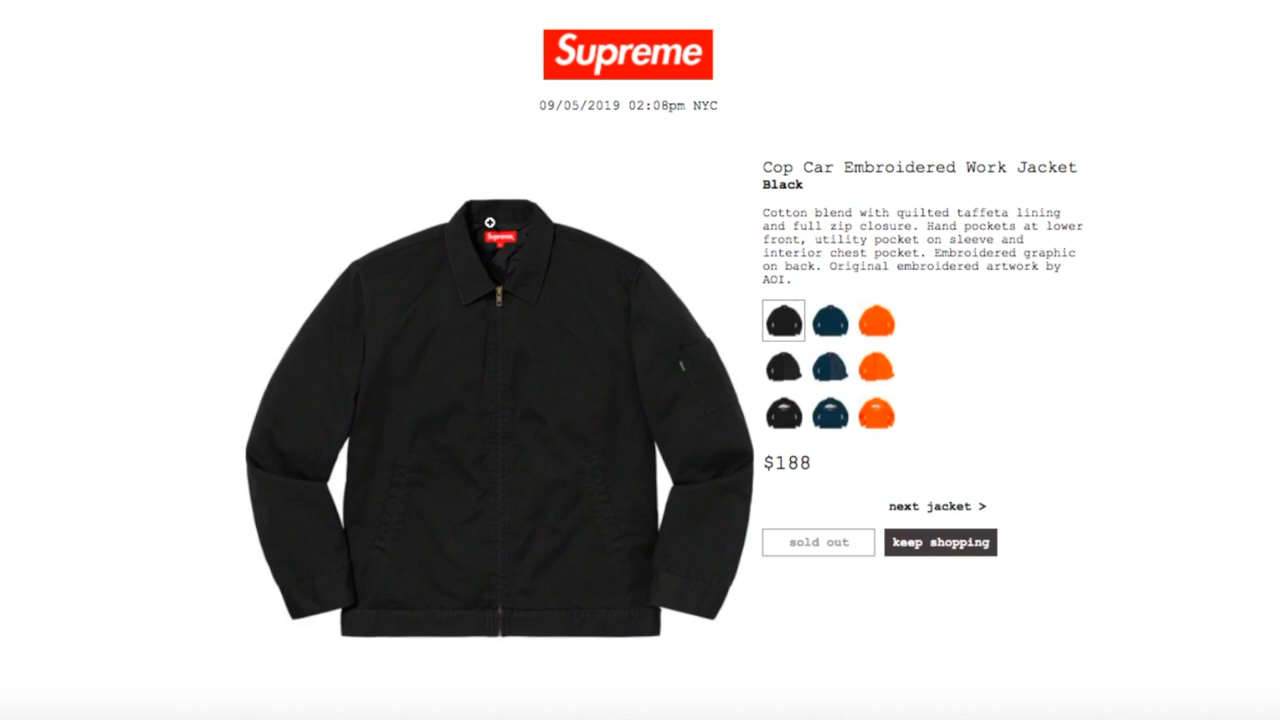 Supreme
09/05/2019 02:08pm NYC
Cop Car Embroidered Work Jacket
Black
Cotton blend with quilted taffeta lining
and full zip closure. Hand pockets at lower
front, utility pocket on sleeve and
interior chest pocket. Embroidered graphic
on back. Original embroidered artwork by
AOI.
Supreme
$188
next jacket >
sold out
keep shopping